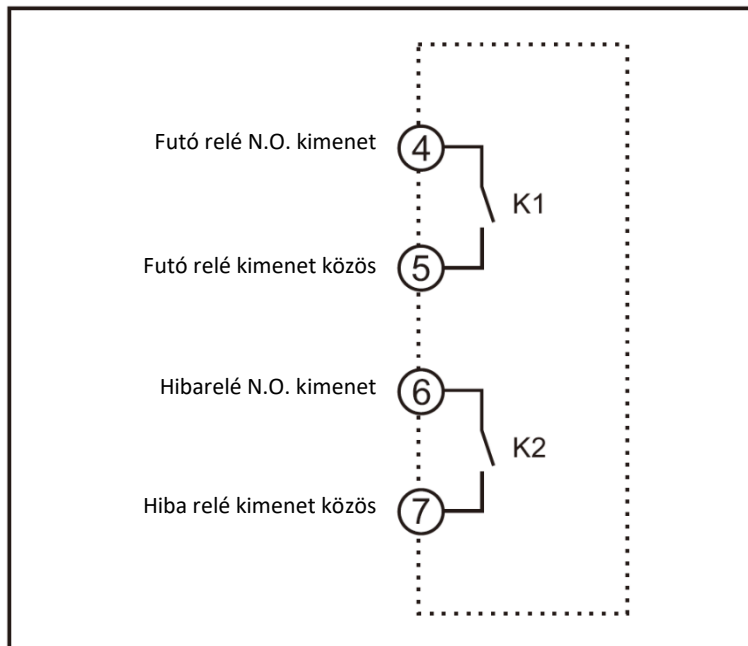 Futó relé N.O. kimenet
4
K1
Futó relé kimenet közös
5
Hibarelé N.O. kimenet
6
K2
Hiba relé kimenet közös
7